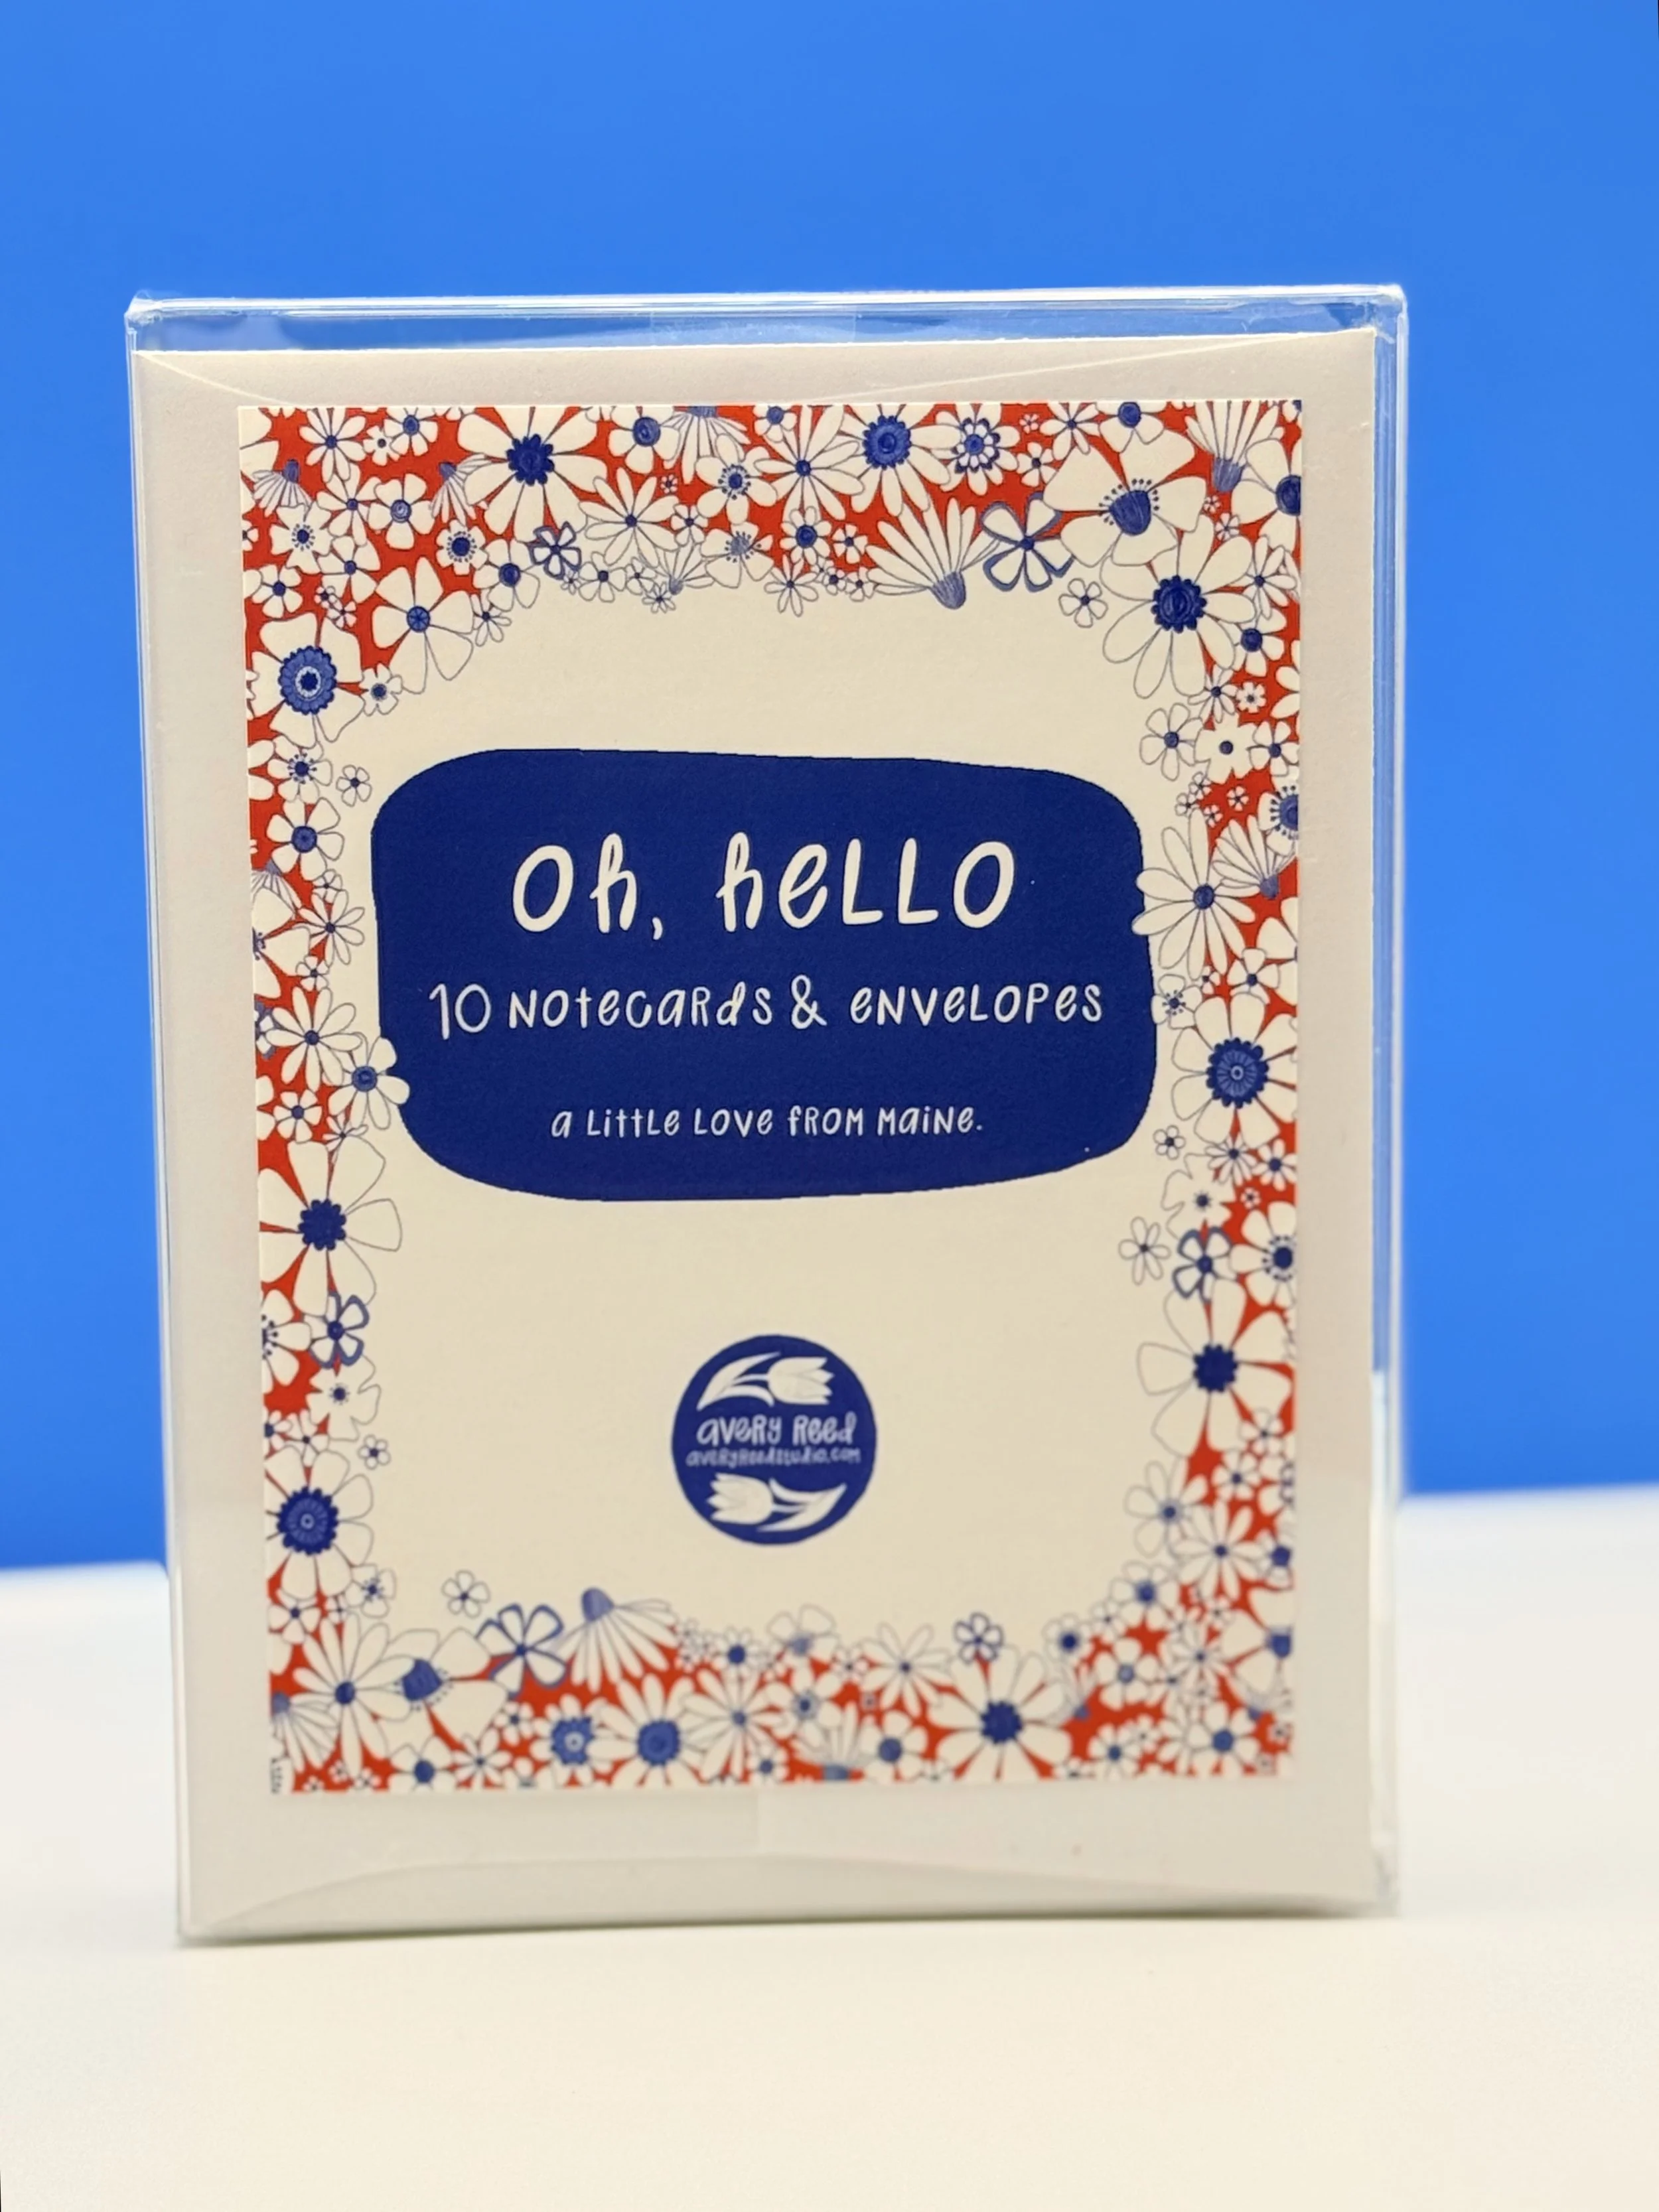 oh, hello
10 Notecards & envelopes
a little love from Maine.
avery reed
averyreedstudio.com